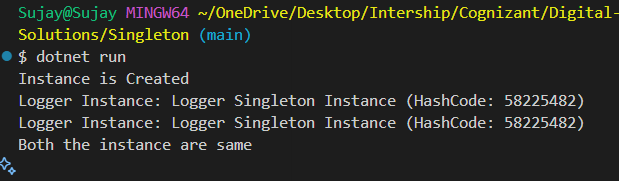 Sujay@Sujay MINGW64 ~/OneDrive/Desktop/Intership/Cognizant/Digital-
Solutions/Singleton (main)
$ dotnet run
Instance is Created
Logger Instance: Logger Singleton Instance (HashCode: 58225482)
Logger Instance: Logger Singleton Instance (HashCode: 58225482)
Both the instance are same